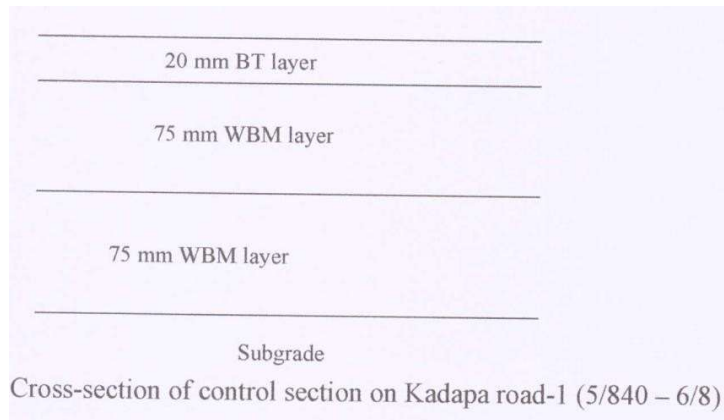 20 mm BT layer
75 mm WBM layer
75 mm WBM layer
Subgrade
Cross-section of control section on Kadapa road-1 (5/840 – 6/8)